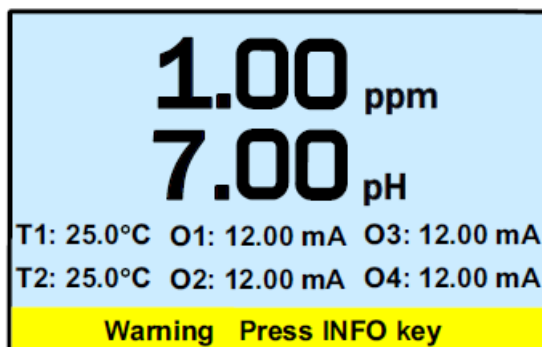 1.00 ppm
7.00 pH
T1: 25.0°C O1: 12.00 mA O3: 12.00 mA
T2: 25.0°C O2: 12.00 mA O4: 12.00 mA
Warning Press INFO key